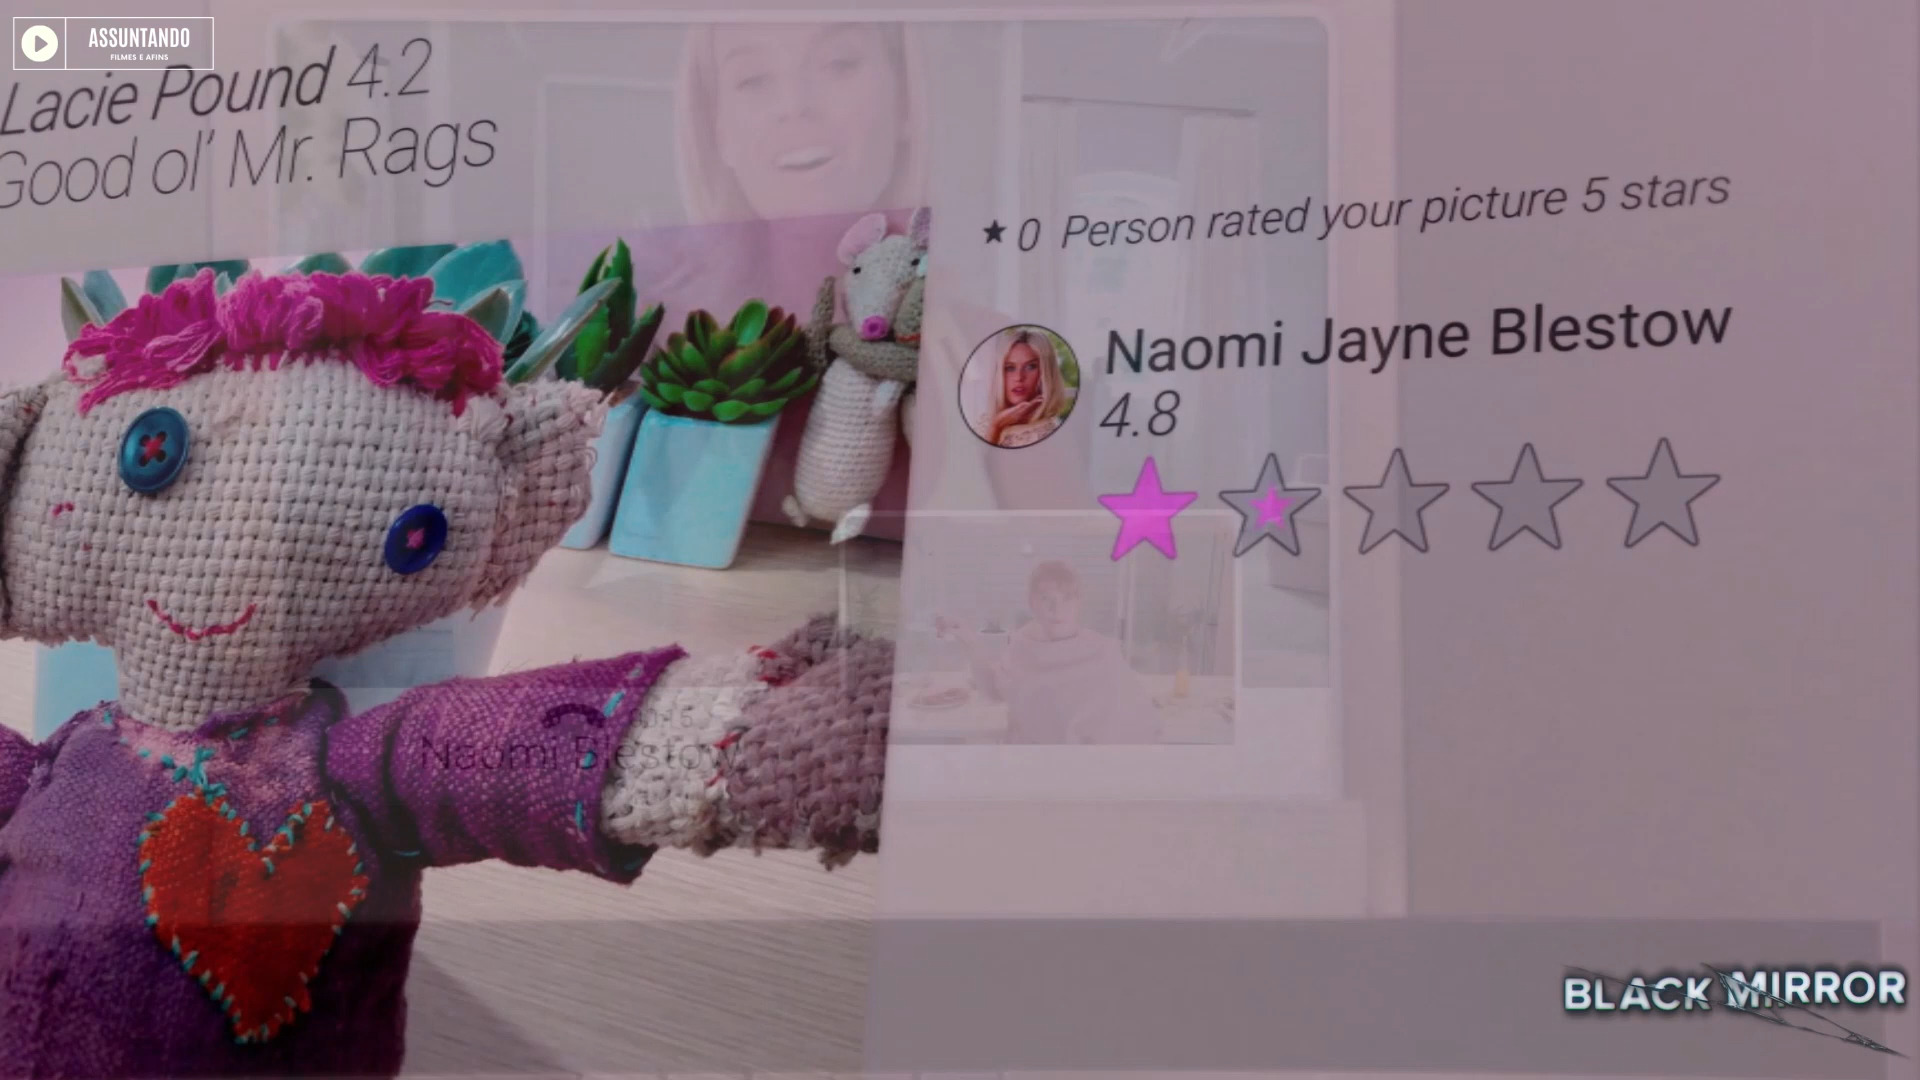 ASSUNTANDO
FILMES E AFINS
Lacie Pound 4.2
Good ol' Mr. Rags
0 Person rated your picture 5 stars
Naomi Jayne Blestow
4.8
Naomi Blestow
BLACK MIRROR